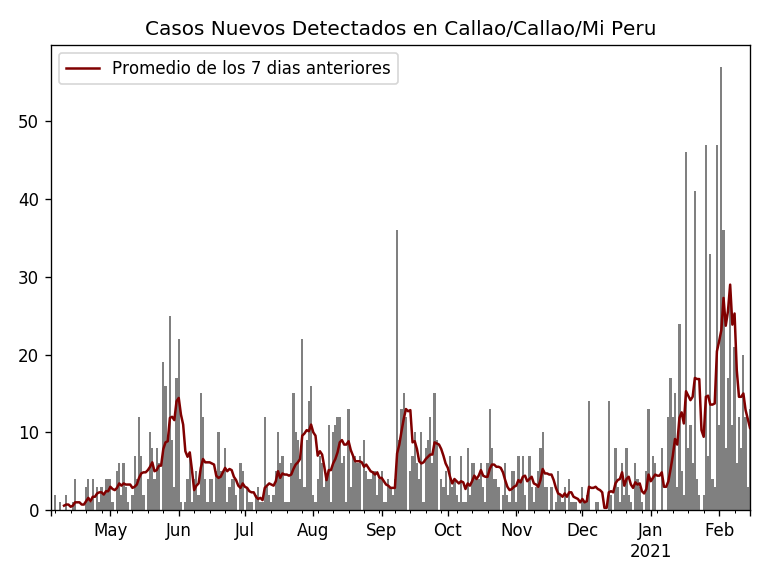 Casos Nuevos Detectados en Callao/Callao/Mi Peru
Promedio de los 7 dias anteriores
50
40
30
20
10
0
May Jun Jul Aug Sep Oct Nov Dec Jan Feb
2021